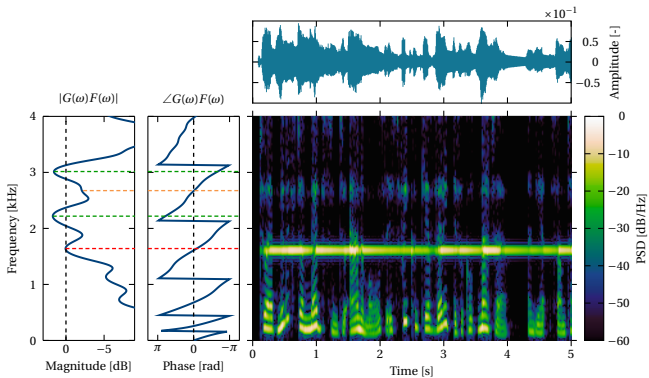 ×10⁻¹
0.5
0
−0.5
Amplitude [-]
|G(ω)F(ω)|
∠G(ω)F(ω)
4
3
2
1
0
Frequency [kHz]
0
−5
Magnitude [dB]
π
0
−π
Phase [rad]
0
1
2
3
4
5
Time [s]
0
−10
−20
−30
−40
−50
−60
PSD [dB/Hz]